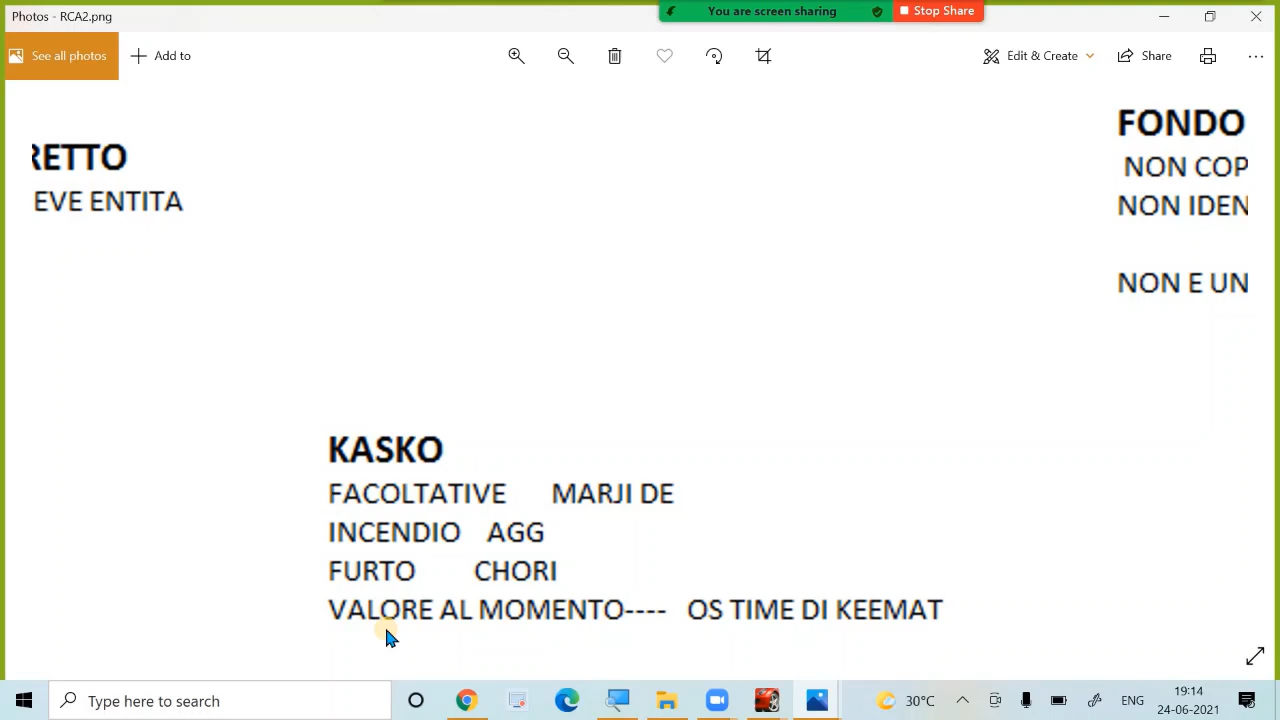 Photos - RCA2.png
You are screen sharing
Stop Share
See all photos
Add to
Edit & Create
Share
RETTO
EVE ENTITA
FONDO
NON COP
NON IDEN
NON E UN
KASKO
FACOLTATIVE MARJI DE
INCENDIO AGG
FURTO CHORI
VALORE AL MOMENTO---- OS TIME DI KEEMAT
Type here to search
30°C
ENG
19:14
24-06-2021